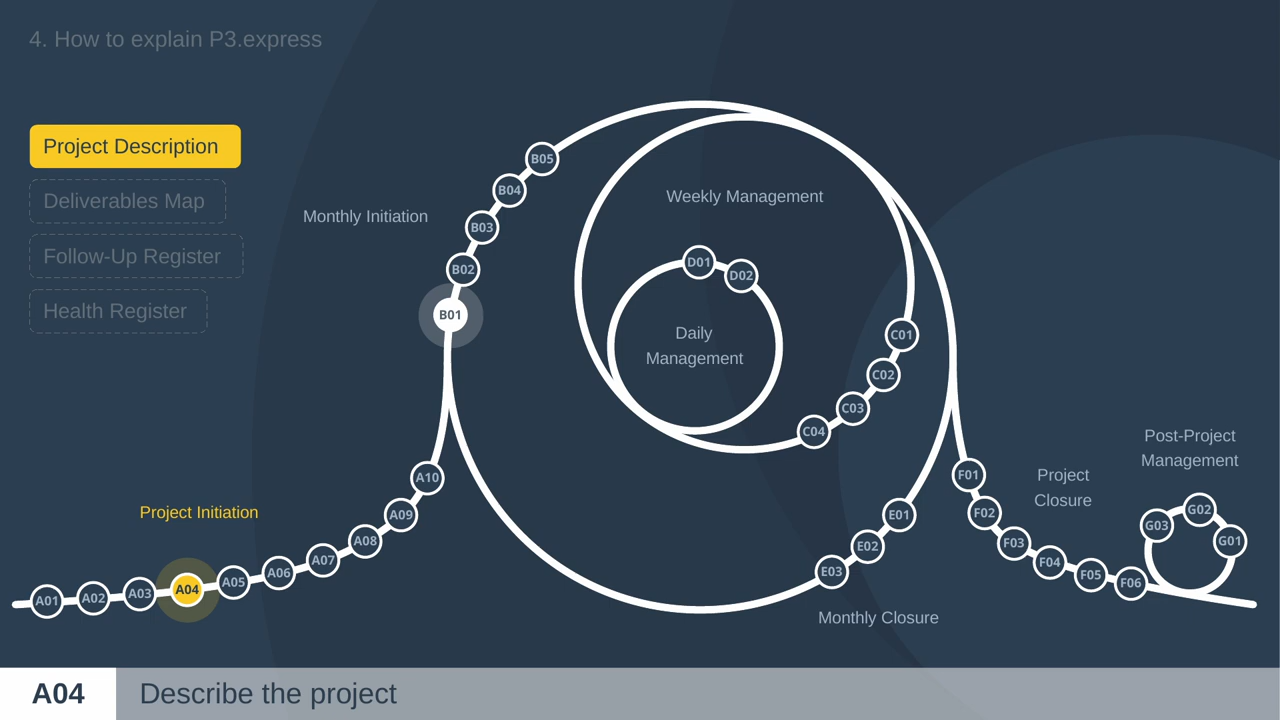 4. How to explain P3.express
Project Description
Deliverables Map
Follow-Up Register
Health Register
Monthly Initiation
B05
B04
B03
B02
B01
Weekly Management
D01
D02
Daily
Management
C01
C02
C03
C04
Project Initiation
A01
A02
A03
A04
A05
A06
A07
A08
A09
A10
E01
E02
E03
Monthly Closure
F01
F02
F03
F04
F05
F06
Project
Closure
Post-Project
Management
G03
G02
G01
A04
Describe the project